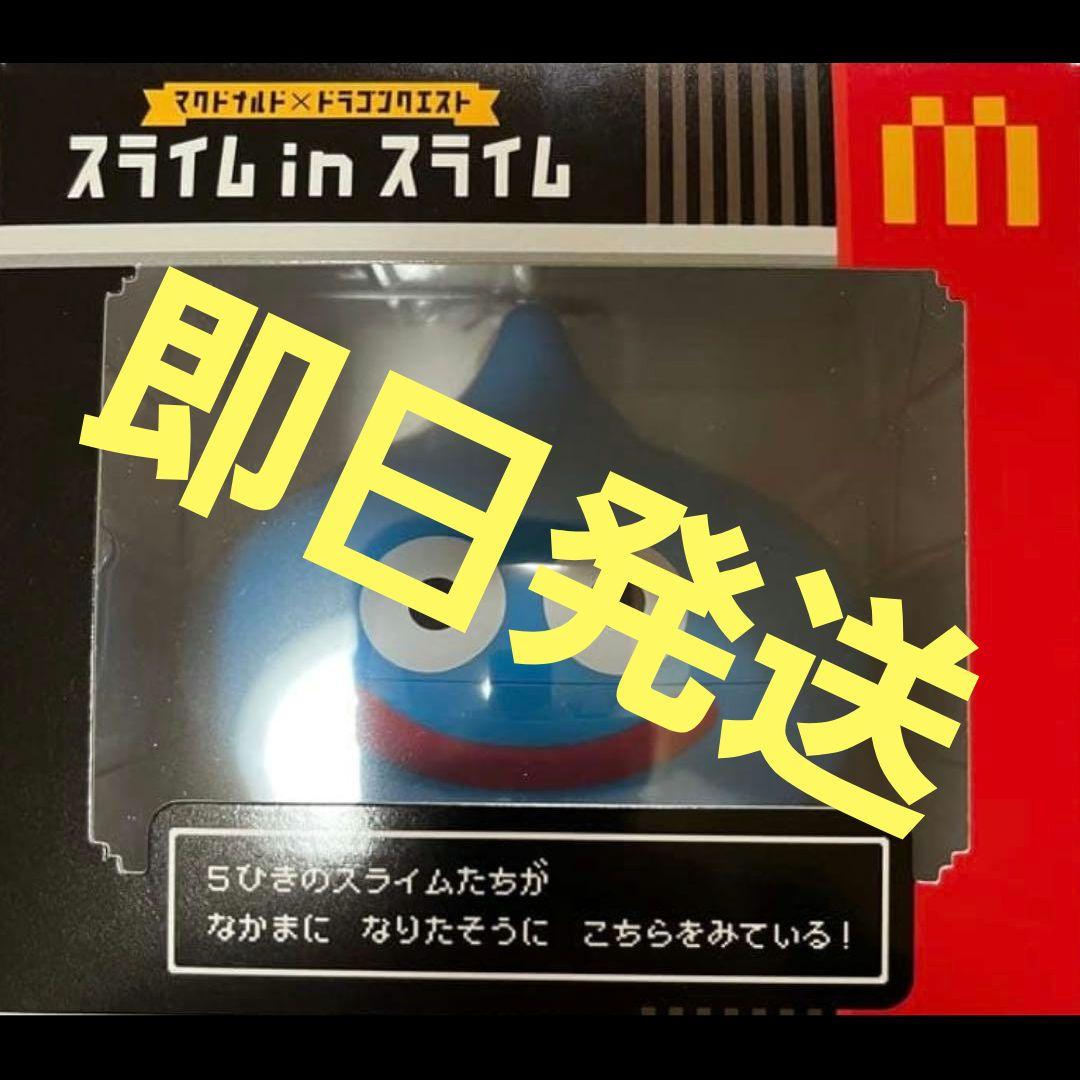 マクドナルド×ドラゴンクエスト
スライム in スライム
即日発送
5ひきのスライムたちが
なかまに なりたそうに こちらをみている!